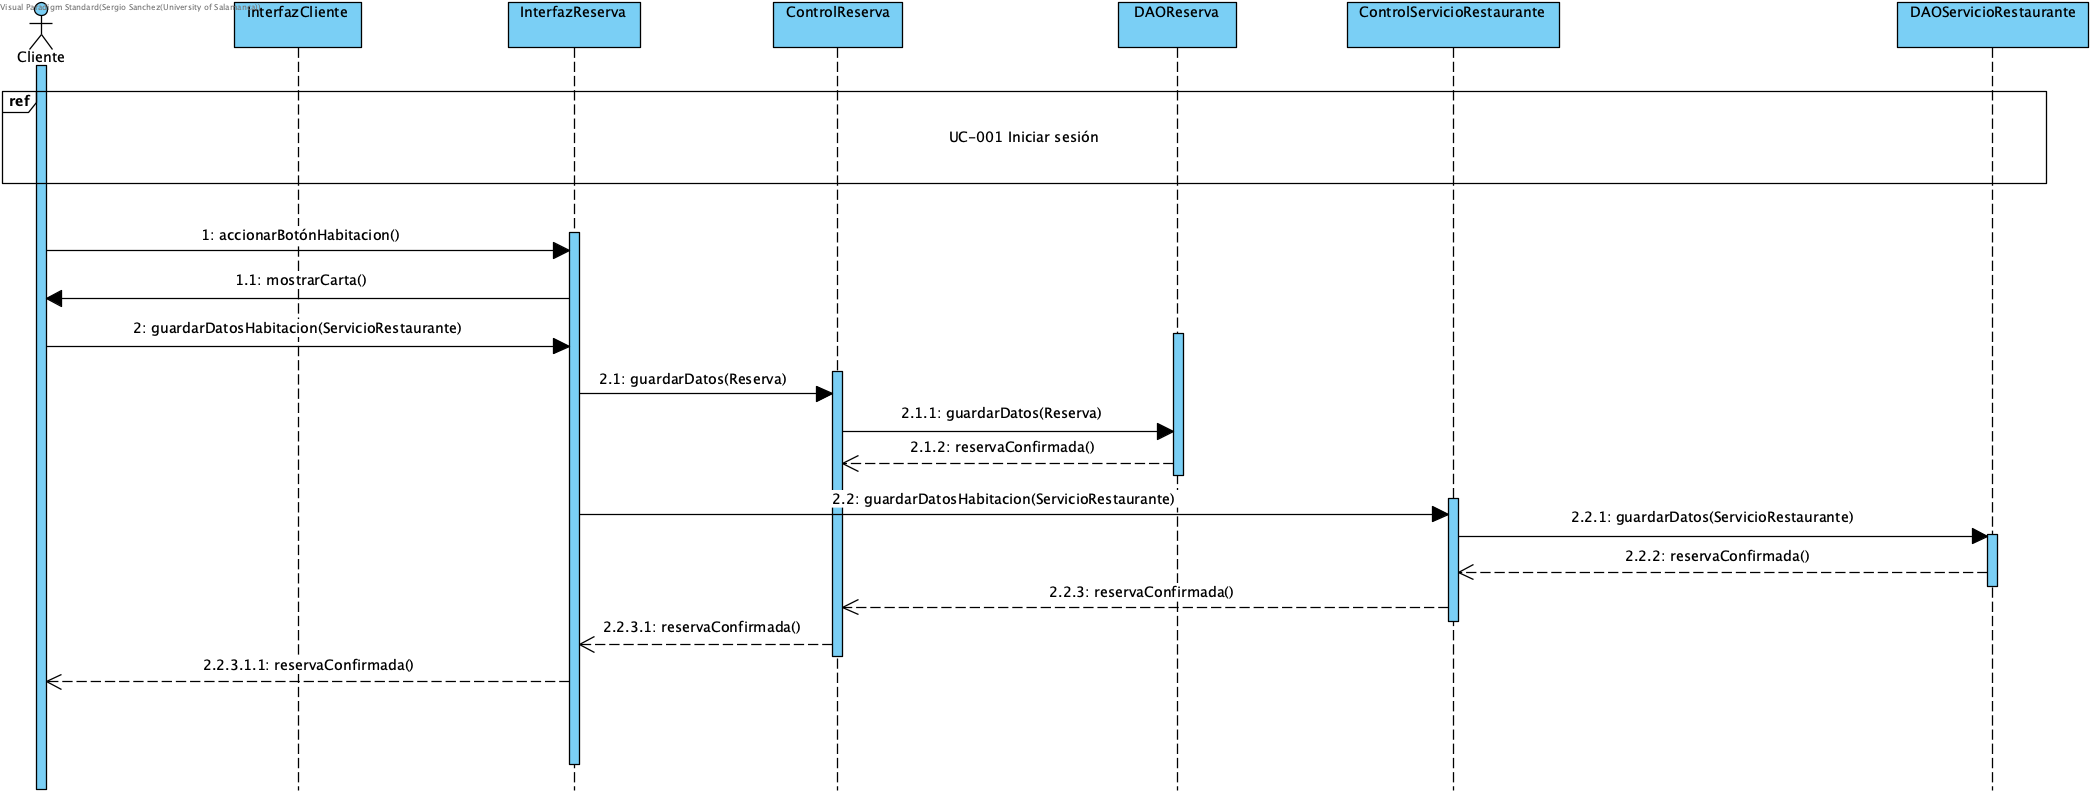 Visual Paradigm Standard(Sergio Sanchez(University of Salamanca))
Cliente
InterfazCliente
InterfazReserva
ControlReserva
DAOReserva
ControlServicioRestaurante
DAOServicioRestaurante
ref
UC-001 Iniciar sesión
1: accionarBotónHabitacion()
1.1: mostrarCarta()
2: guardarDatosHabitacion(ServicioRestaurante)
2.1: guardarDatos(Reserva)
2.1.1: guardarDatos(Reserva)
2.1.2: reservaConfirmada()
2.2: guardarDatosHabitacion(ServicioRestaurante)
2.2.1: guardarDatos(ServicioRestaurante)
2.2.2: reservaConfirmada()
2.2.3: reservaConfirmada()
2.2.3.1: reservaConfirmada()
2.2.3.1.1: reservaConfirmada()